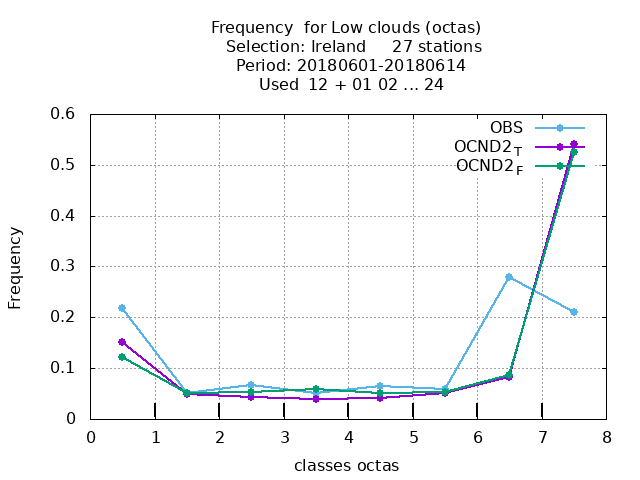 Frequency  for Low clouds (octas)
Selection: Ireland     27 stations
Period: 20180601-20180614
Used  12 + 01 02 ... 24
OBS
OCND2_T
OCND2_F
Frequency
0.6
0.5
0.4
0.3
0.2
0.1
0
0 1 2 3 4 5 6 7 8
classes octas